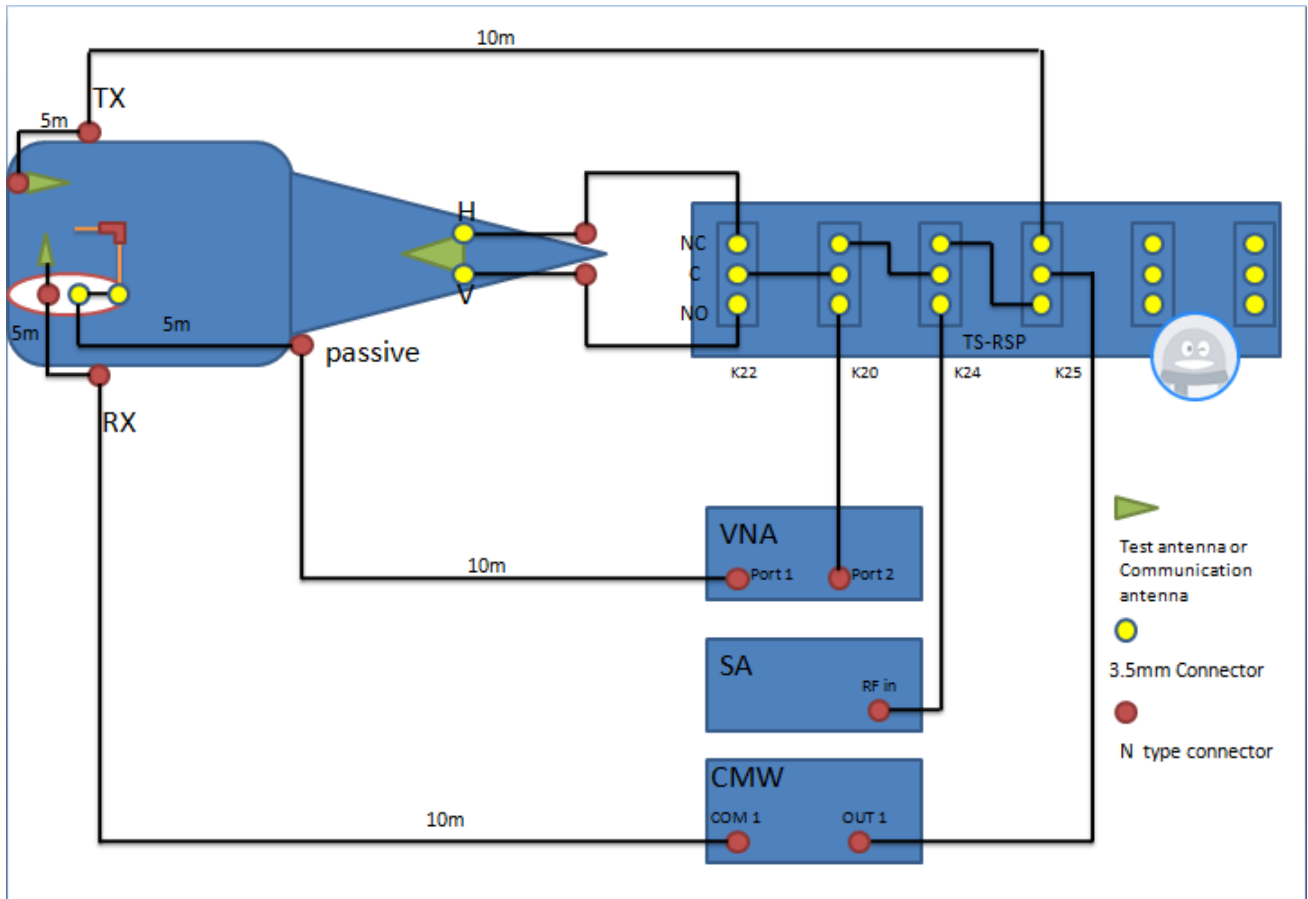 10m
TX
5m
H
V
NC
C
NO
TS-RSP
K22
K20
K24
K25
5m
5m
passive
RX
VNA
Port 1
Port 2
10m
SA
RF in
CMW
COM 1
OUT 1
10m
Test antenna or
Communication
antenna
3.5mm Connector
N type connector